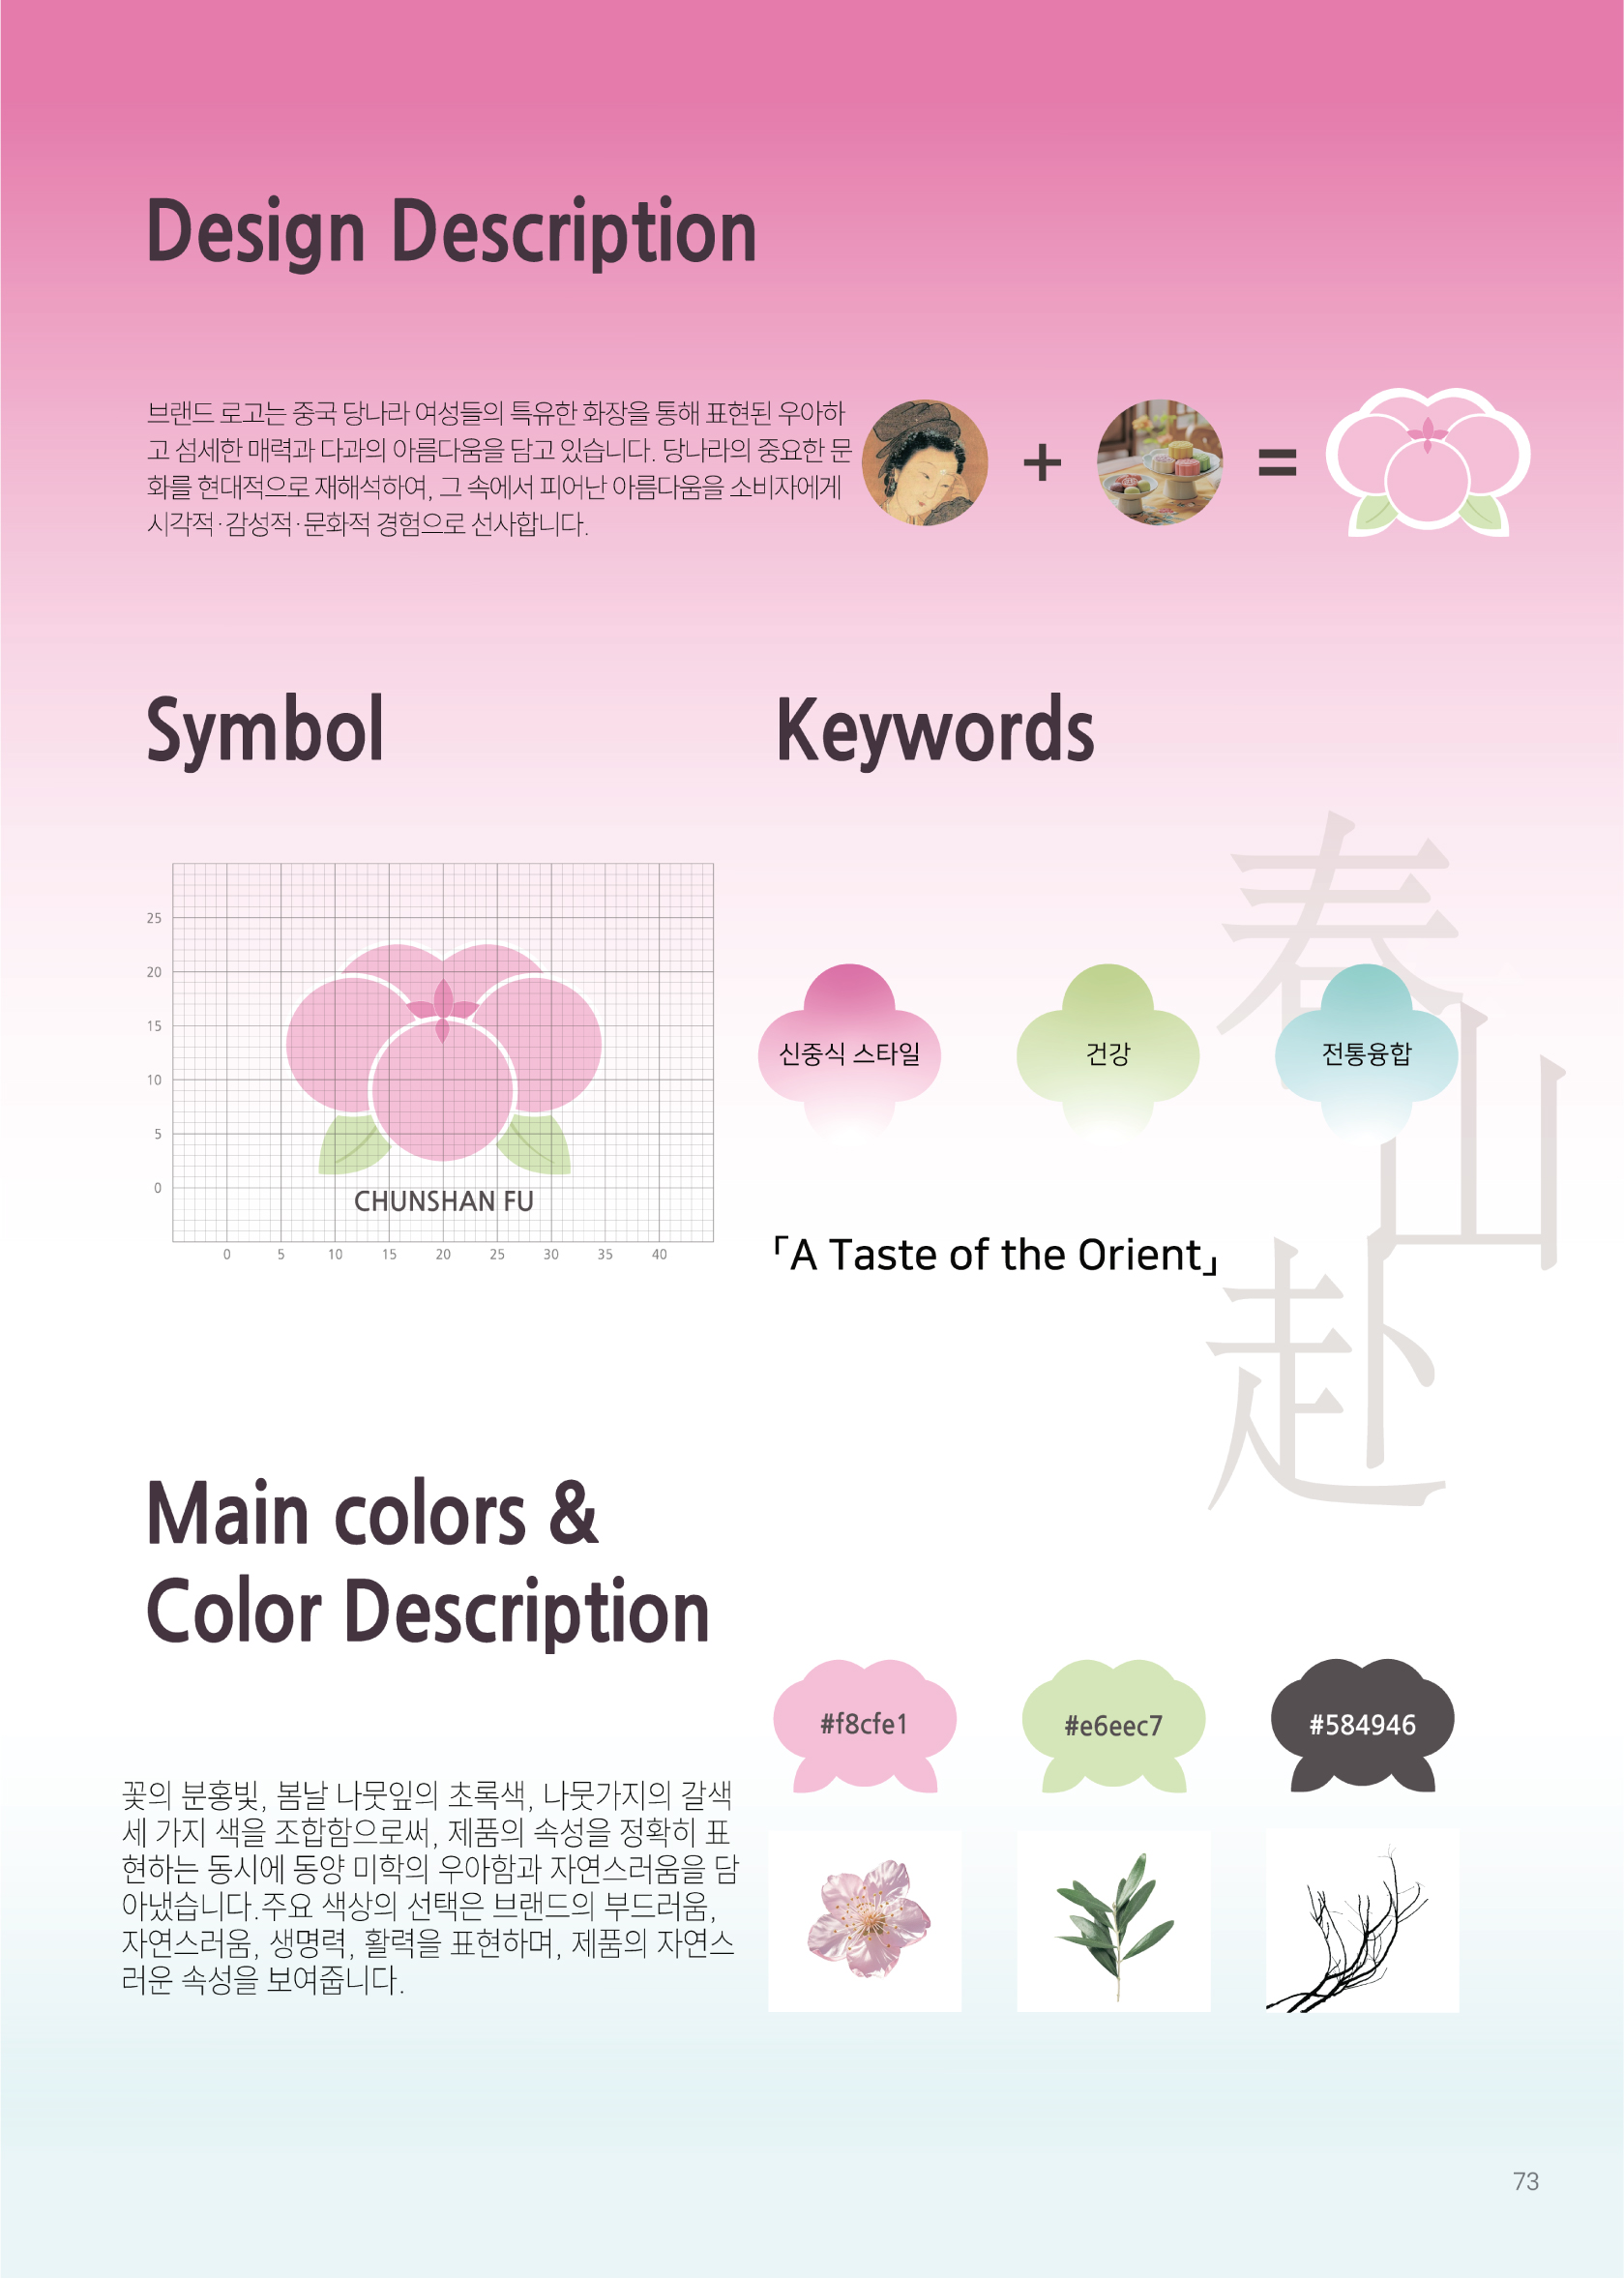 Design Description
브랜드 로고는 중국 당나라 여성들의 특유한 화장을 통해 표현된 우아하
고 섬세한 매력과 다과의 아름다움을 담고 있습니다. 당나라의 중요한 문
화를 현대적으로 재해석하여, 그 속에서 피어난 아름다움을 소비자에게
시각적·감성적·문화적 경험으로 선사합니다.
+
=
Symbol
Keywords
春
山
赴
25
20
15
10
5
0
CHUNSHAN FU
0 5 10 15 20 25 30 35 40
신중식 스타일
건강
전통융합
「A Taste of the Orient」
Main colors &
Color Description
#f8cfe1
#e6eec7
#584946
꽃의 분홍빛, 봄날 나뭇잎의 초록색, 나뭇가지의 갈색
세 가지 색을 조합함으로써, 제품의 속성을 정확히 표
현하는 동시에 동양 미학의 우아함과 자연스러움을 담
아냈습니다.주요 색상의 선택은 브랜드의 부드러움,
자연스러움, 생명력, 활력을 표현하며, 제품의 자연스
러운 속성을 보여줍니다.
73